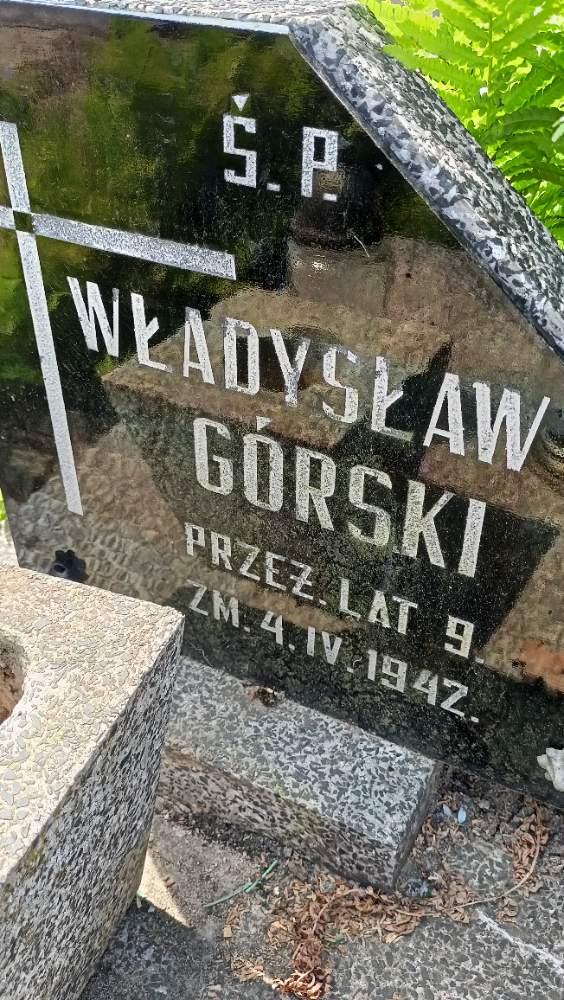 Ś.P.
WŁADYSŁAW
GÓRSKI
PRZEŻ. LAT 9.
ZM. 4.IV.1942.